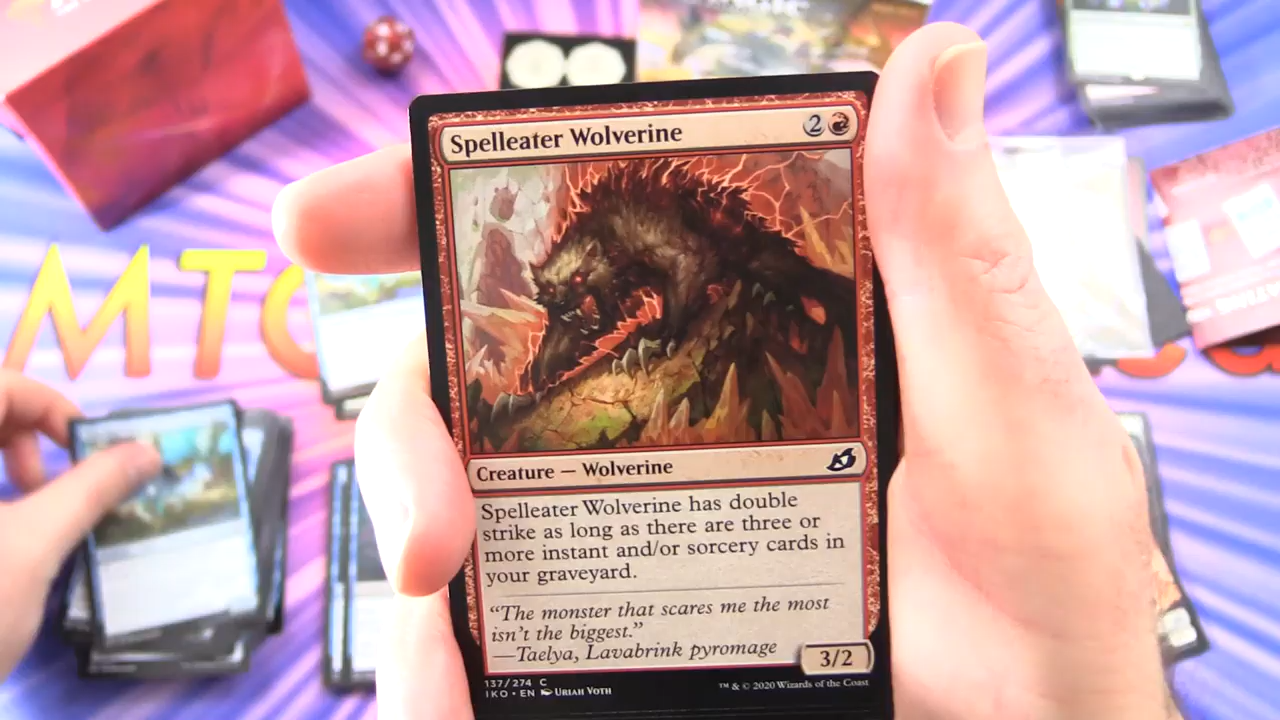 Spelleater Wolverine 2
Creature — Wolverine
Spelleater Wolverine has double
strike as long as there are three or
more instant and/or sorcery cards in
your graveyard.
“The monster that scares me the most
isn't the biggest.”
—Taelya, Lavabrink pyromage
3/2
137/274 C
IKO • EN Uriah Voth
™ & © 2020 Wizards of the Coast
MTG